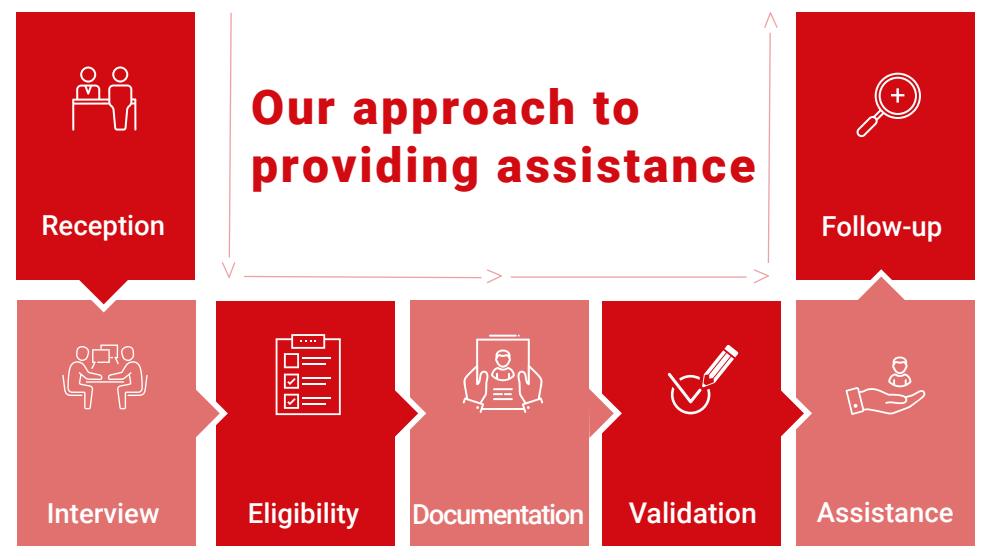 Our approach to
providing assistance
Reception
Interview
Eligibility
Documentation
Validation
Assistance
Follow-up